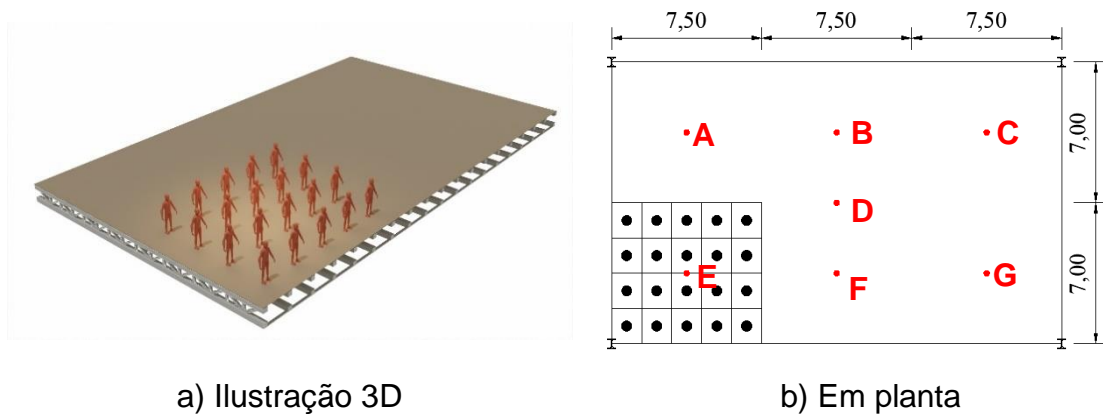 7,50 7,50 7,50
A B C
7,00
D
E F G
7,00
a) Ilustração 3D b) Em planta